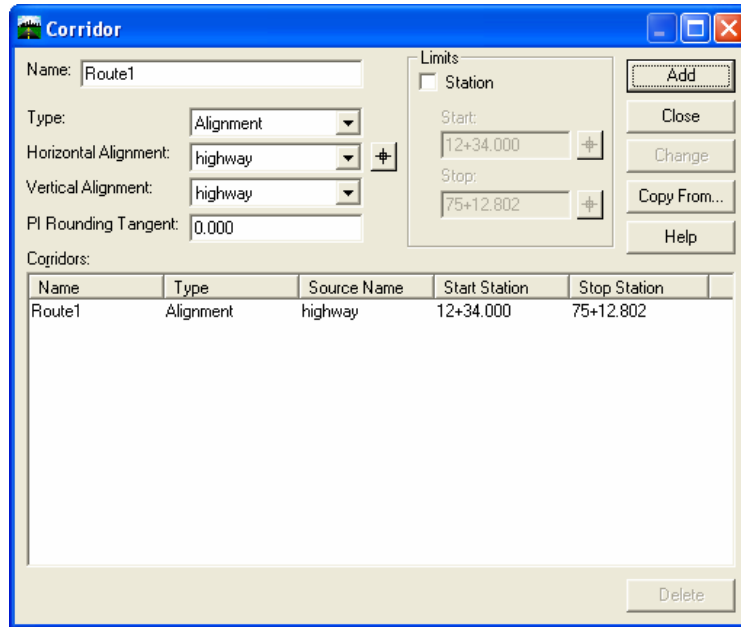 Corridor
Name: Route1
Type: Alignment
Horizontal Alignment: highway
Vertical Alignment: highway
PI Rounding Tangent: 0.000
Limits
Station
Start:
12+34.000
Stop:
75+12.802
Add
Close
Change
Copy From...
Help
Corridors:
Name Type Source Name Start Station Stop Station
Route1 Alignment highway 12+34.000 75+12.802
Delete